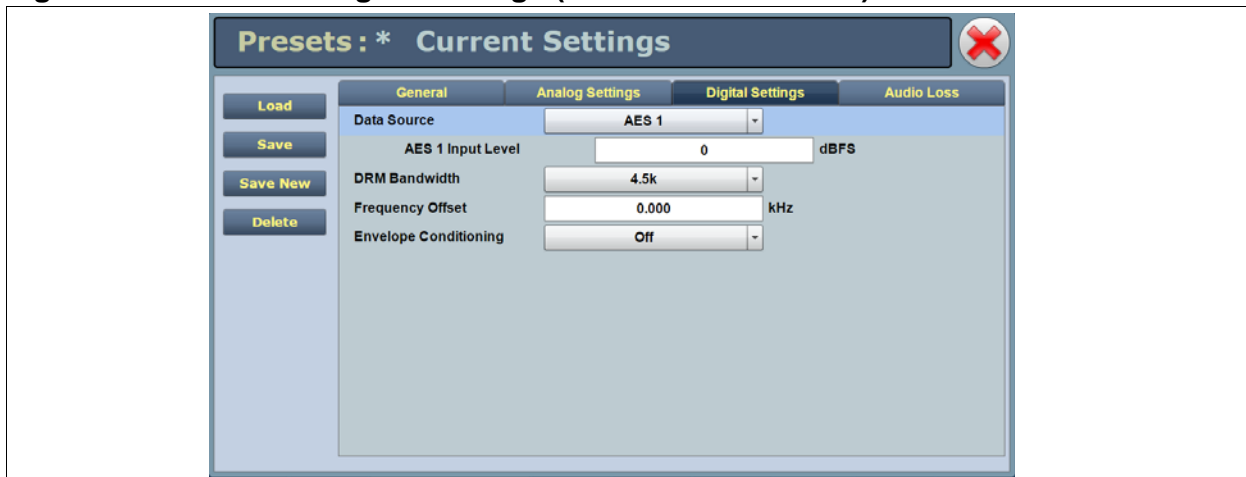 Presets:* Current Settings
General Analog Settings Digital Settings Audio Loss
Load
Save
Save New
Delete
Data Source AES 1
AES 1 Input Level 0 dBFS
DRM Bandwidth 4.5k
Frequency Offset 0.000 kHz
Envelope Conditioning Off